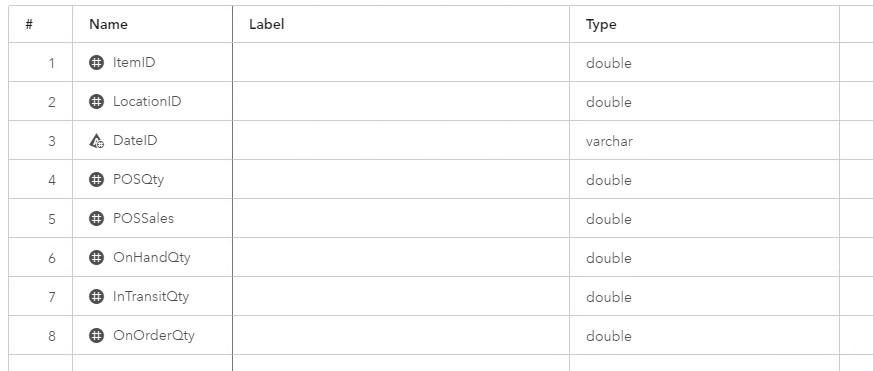 # Name Label Type
1 ItemID double
2 LocationID double
3 DateID varchar
4 POSQty double
5 POSSales double
6 OnHandQty double
7 InTransitQty double
8 OnOrderQty double